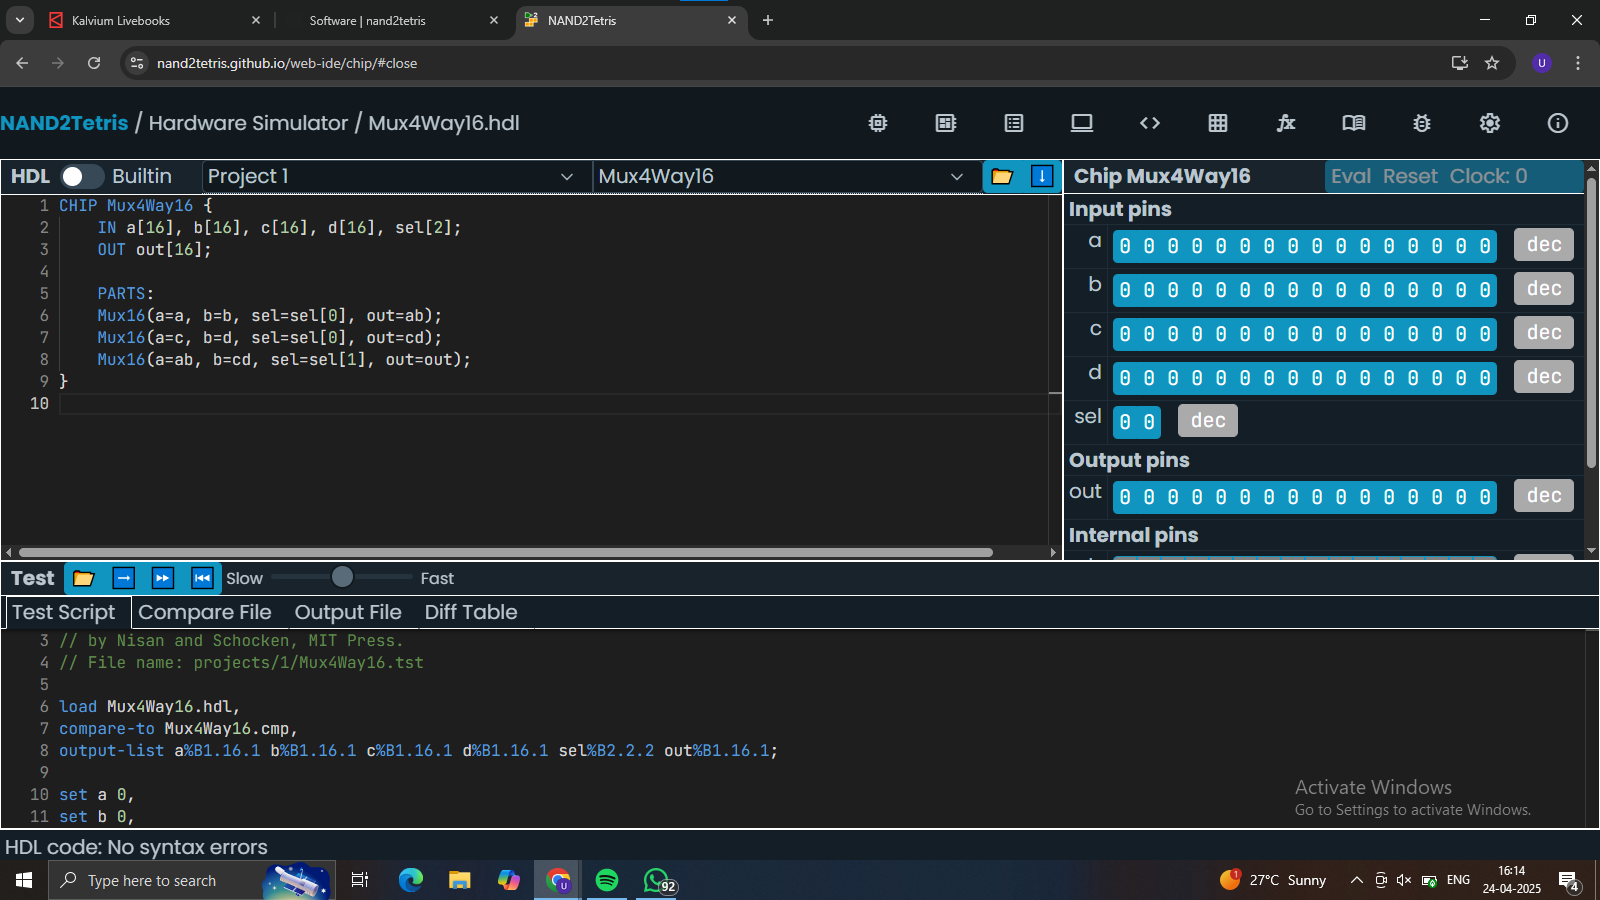 Kalvium Livebooks
Software | nand2tetris
NAND2Tetris
nand2tetris.github.io/web-ide/chip/#close
U
NAND2Tetris / Hardware Simulator / Mux4Way16.hdl
HDL Builtin Project 1 Mux4Way16
1 CHIP Mux4Way16 {
2 IN a[16], b[16], c[16], d[16], sel[2];
3 OUT out[16];
4
5 PARTS:
6 Mux16(a=a, b=b, sel=sel[0], out=ab);
7 Mux16(a=c, b=d, sel=sel[0], out=cd);
8 Mux16(a=ab, b=cd, sel=sel[1], out=out);
9 }
10
Chip Mux4Way16 Eval Reset Clock: 0
Input pins
a 0 0 0 0 0 0 0 0 0 0 0 0 0 0 0 0 dec
b 0 0 0 0 0 0 0 0 0 0 0 0 0 0 0 0 dec
c 0 0 0 0 0 0 0 0 0 0 0 0 0 0 0 0 dec
d 0 0 0 0 0 0 0 0 0 0 0 0 0 0 0 0 dec
sel 0 0 dec
Output pins
out 0 0 0 0 0 0 0 0 0 0 0 0 0 0 0 0 dec
Internal pins
Test Slow Fast
Test Script Compare File Output File Diff Table
3 // by Nisan and Schocken, MIT Press.
4 // File name: projects/1/Mux4Way16.tst
5
6 load Mux4Way16.hdl,
7 compare-to Mux4Way16.cmp,
8 output-list a%B1.16.1 b%B1.16.1 c%B1.16.1 d%B1.16.1 sel%B2.2.2 out%B1.16.1;
9
10 set a 0,
11 set b 0,
Activate Windows
Go to Settings to activate Windows.
HDL code: No syntax errors
Type here to search
U
92
1
27°C Sunny
ENG
16:14
24-04-2025
4